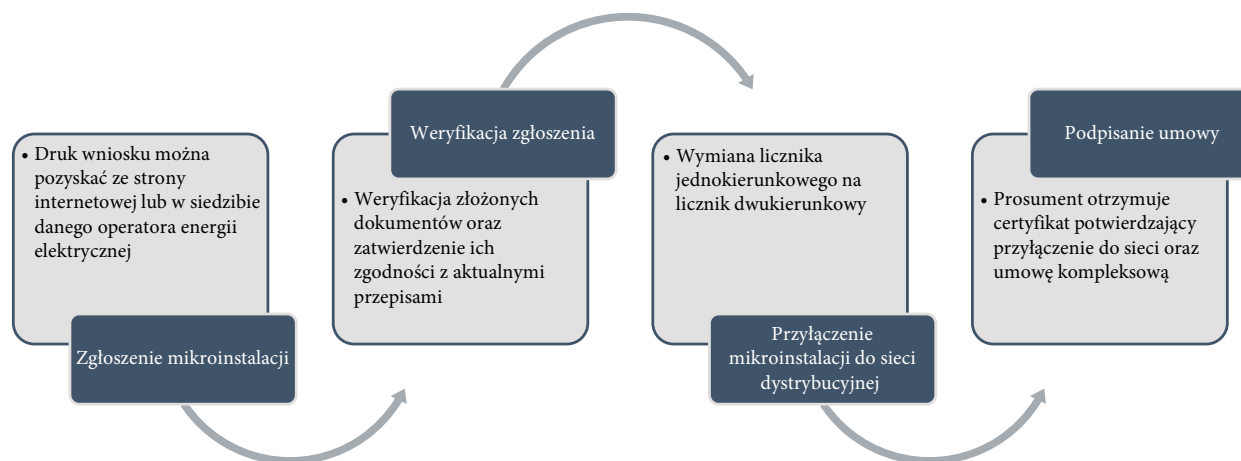 • Druk wniosku można
pozyskać ze strony
internetowej lub w siedzibie
danego operatora energii
elektrycznej
Zgłoszenie mikroinstalacji
Weryfikacja zgłoszenia
• Weryfikacja złożonych
dokumentów oraz
zatwierdzenie ich
zgodności z aktualnymi
przepisami
• Wymiana licznika
jednokierunkowego na
licznik dwukierunkowy
Przyłączenie
mikroinstalacji do sieci
dystrybucyjnej
Podpisanie umowy
• Prosument otrzymuje
certyfikat potwierdzający
przyłączenie do sieci oraz
umowę kompleksową